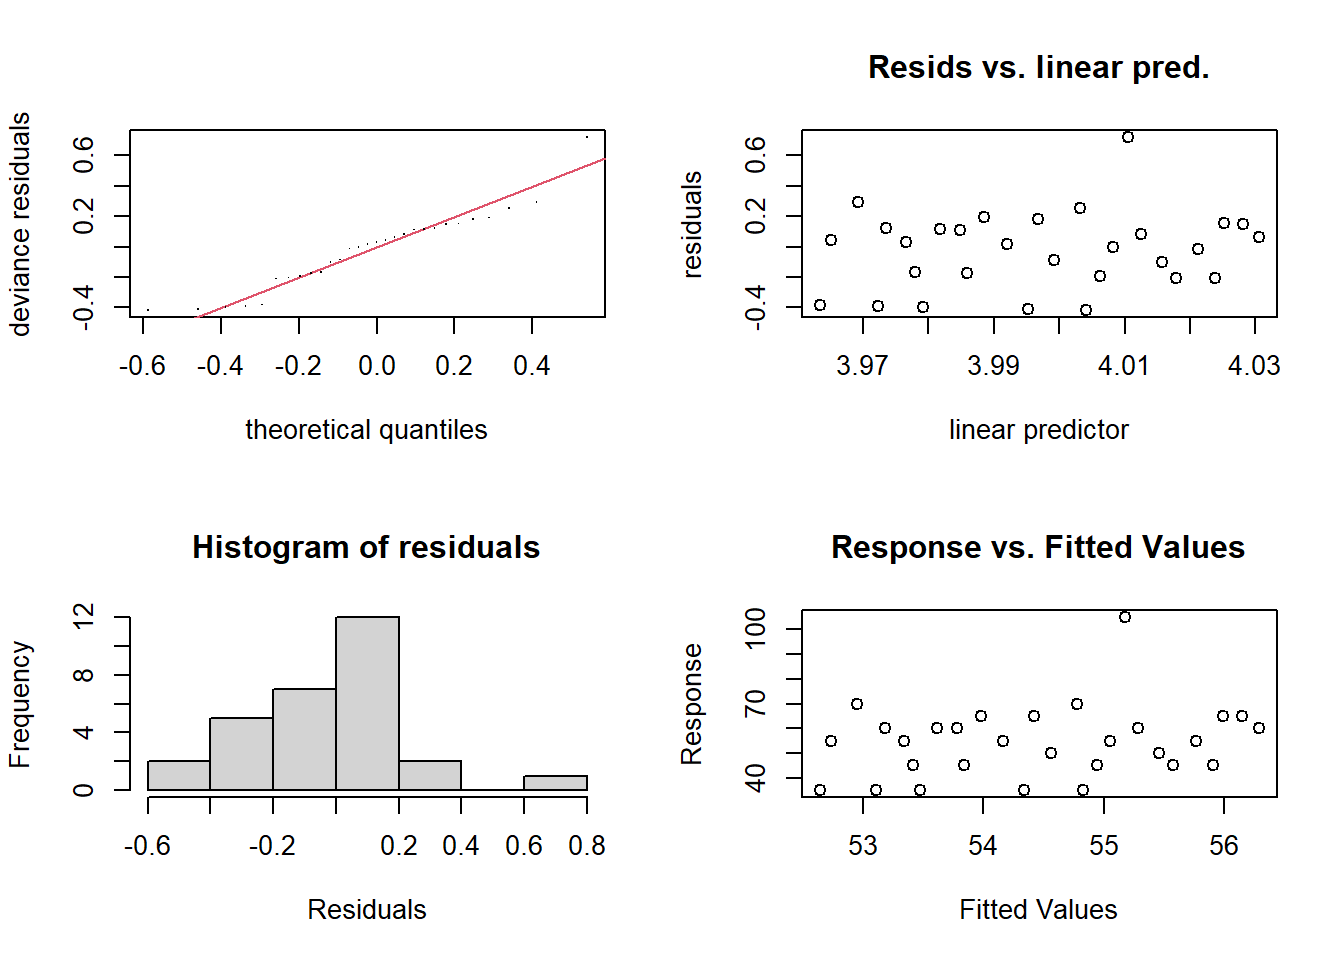 deviance residuals
0.6
0.2
-0.4
-0.6 -0.4 -0.2 0.0 0.2 0.4
theoretical quantiles
Resids vs. linear pred.
residuals
0.6
0.2
-0.4
3.97 3.99 4.01 4.03
linear predictor
Histogram of residuals
Frequency
12
8
4
0
-0.6 -0.2 0.2 0.4 0.6 0.8
Residuals
Response vs. Fitted Values
Response
100
70
40
53 54 55 56
Fitted Values